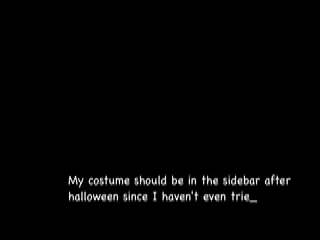 My costume should be in the sidebar after
halloween since I haven't even trie_